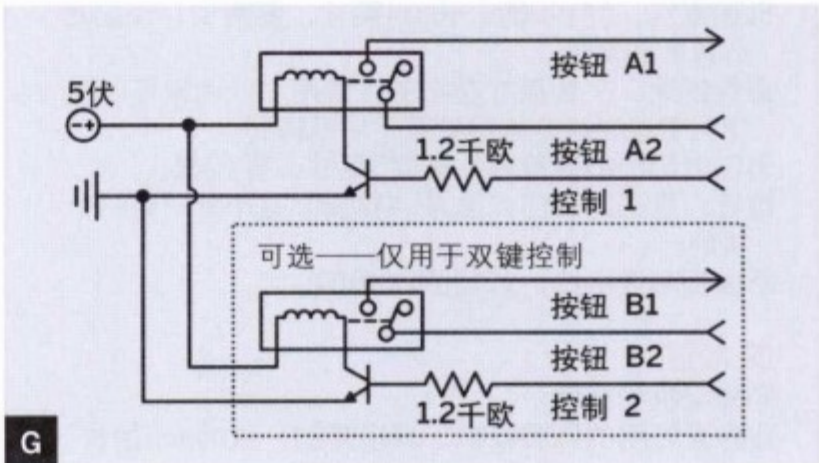 按钮 A1
5伏
1.2千欧
按钮 A2
控制 1
可选——仅用于双键控制
按钮 B1
按钮 B2
1.2千欧
控制 2
G